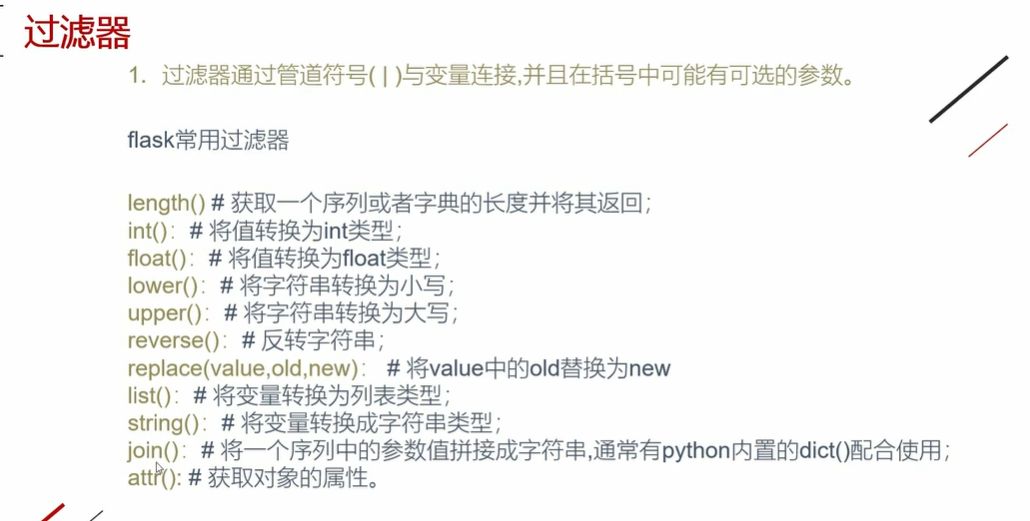 过滤器
1. 过滤器通过管道符号( | )与变量连接,并且在括号中可能有可选的参数。
flask常用过滤器
length() # 获取一个序列或者字典的长度并将其返回;
int(): # 将值转换为int类型;
float(): # 将值转换为float类型;
lower(): # 将字符串转换为小写;
upper(): # 将字符串转换为大写;
reverse(): # 反转字符串;
replace(value,old,new): # 将value中的old替换为new
list(): # 将变量转换为列表类型;
string(): # 将变量转换成字符串类型;
join(): # 将一个序列中的参数值拼接成字符串,通常有python内置的dict()配合使用;
attr(): # 获取对象的属性。